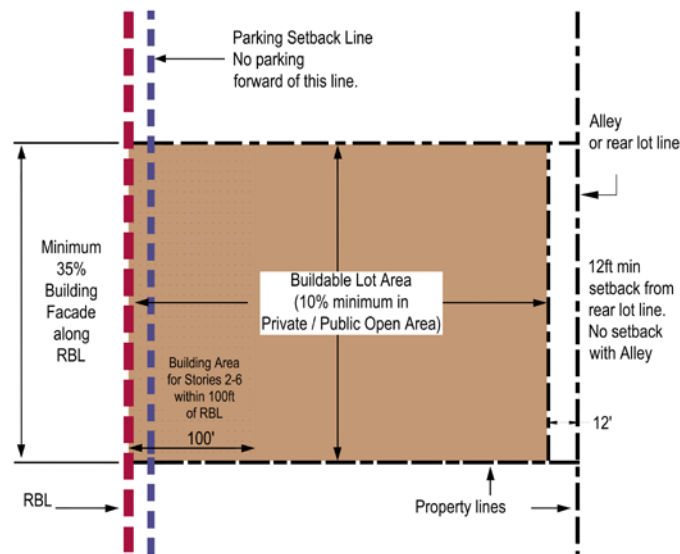 Parking Setback Line
No parking
forward of this line.
Alley
or rear lot line
Minimum
35%
Building
Facade
along
RBL
Buildable Lot Area
(10% minimum in
Private / Public Open Area)
12ft min
setback from
rear lot line.
No setback
with Alley
Building Area
for Stories 2-6
within 100ft
of RBL
100'
12'
RBL
Property lines